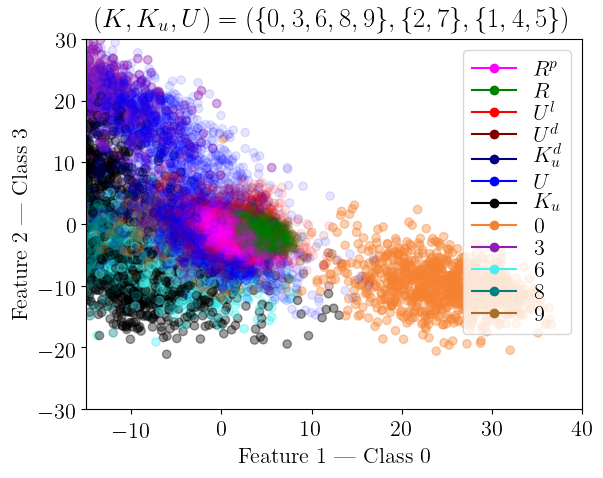 (K, K_u, U) = ({0, 3, 6, 8, 9}, {2, 7}, {1, 4, 5})
30
20
10
0
−10
−20
−30
Feature 2 — Class 3
−10
0
10
20
30
40
Feature 1 — Class 0
R^p
R
U^l
U^d
K_u^d
U
K_u
0
3
6
8
9